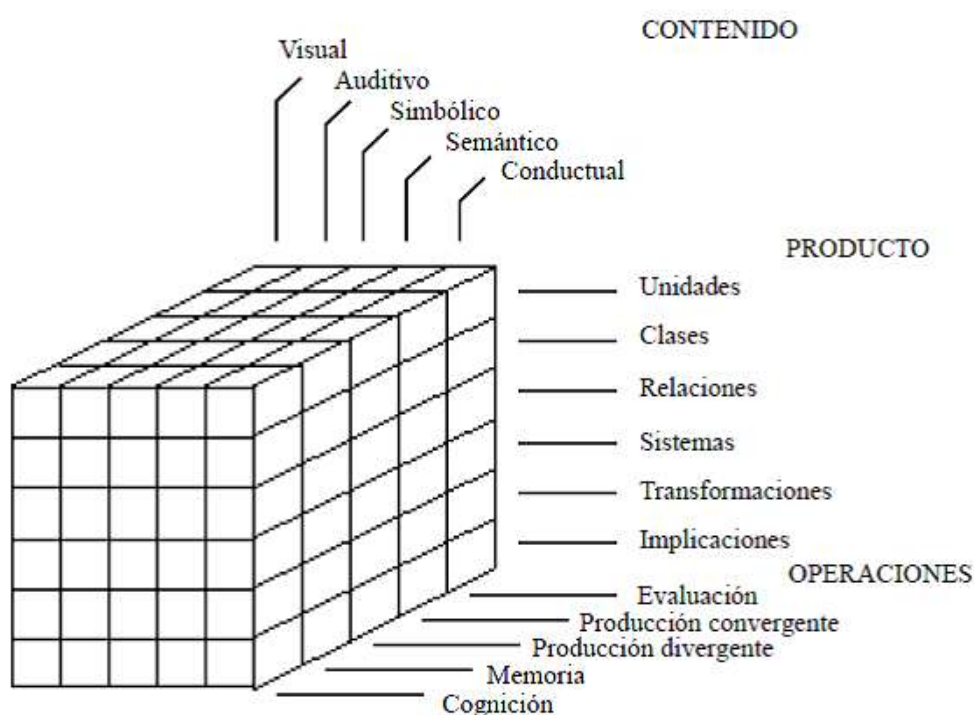 CONTENIDO
Visual
Auditivo
Simbólico
Semántico
Conductual
PRODUCTO
Unidades
Clases
Relaciones
Sistemas
Transformaciones
Implicaciones
OPERACIONES
Evaluación
Producción convergente
Producción divergente
Memoria
Cognición